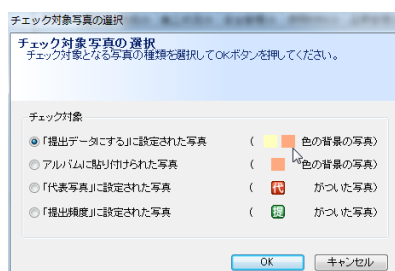 チェック対象写真の選択
チェック対象写真の選択
チェック対象となる写真の種類を選択してOKボタンを押してください。
チェック対象
「提出データにする」に設定された写真 ( 色の背景の写真)
アルバムに貼り付けられた写真 ( 色の背景の写真)
「代表写真」に設定された写真 ( 代 がついた写真)
「提出頻度」に設定された写真 ( 提 がついた写真)
OK キャンセル